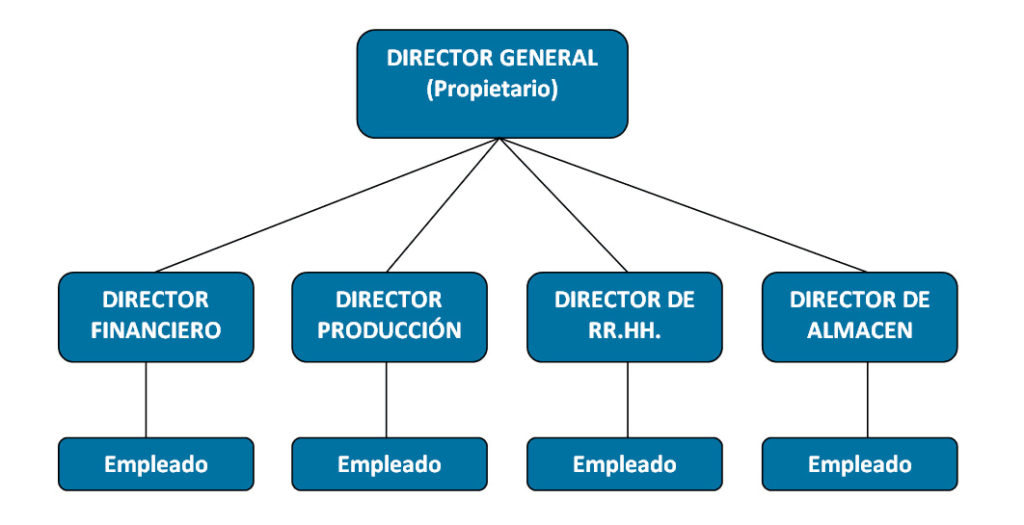 DIRECTOR GENERAL
(Propietario)
DIRECTOR
FINANCIERO
DIRECTOR
PRODUCCIÓN
DIRECTOR DE
RR.HH.
DIRECTOR DE
ALMACEN
Empleado
Empleado
Empleado
Empleado